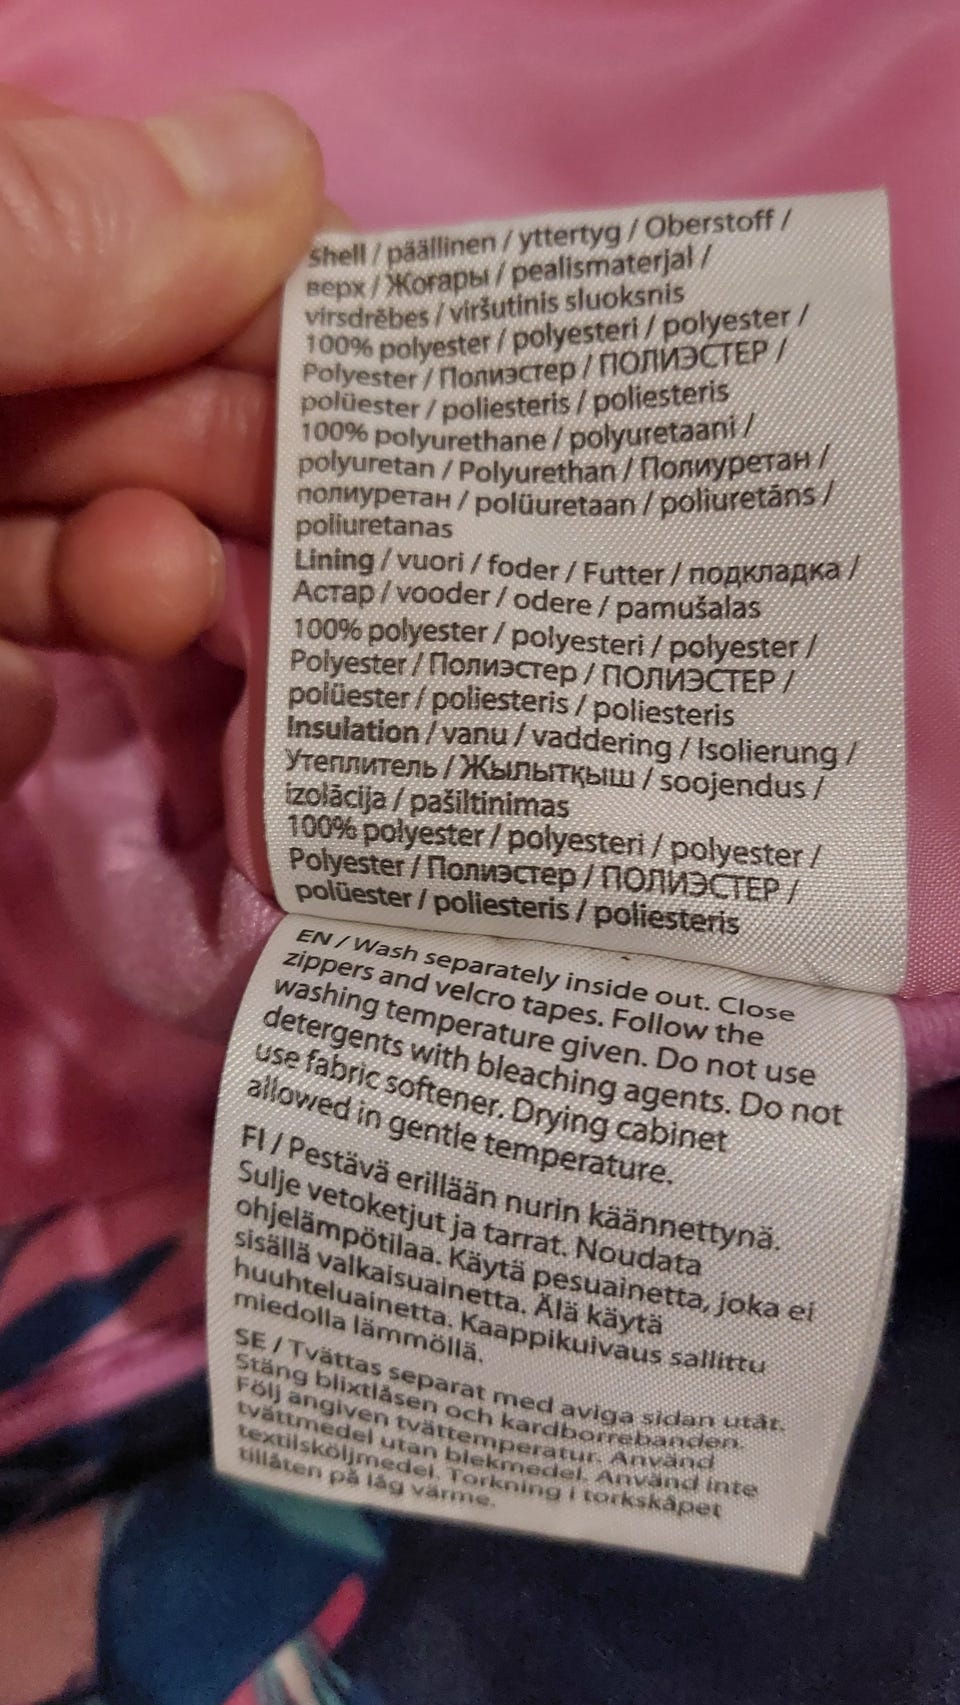 shell / päällinen / yttertyg / Oberstoff /
верх / Жоғары / pealismaterjal /
virsdrēbes / viršutinis sluoksnis
100% polyester / polyesteri / polyester /
Polyester / Полиэстер / ПОЛИЭСТЕР /
polüester / poliesteris / poliesteris
100% polyurethane / polyuretaani /
polyuretan / Polyurethan / Полиуретан /
полиуретан / polüuretaan / poliuretāns /
poliuretanas
Lining / vuori / foder / Futter / подкладка /
Астар / vooder / odere / pamušalas
100% polyester / polyesteri / polyester /
Polyester / Полиэстер / ПОЛИЭСТЕР /
polüester / poliesteris / poliesteris
Insulation / vanu / vaddering / Isolierung /
Утеплитель / Жылытқыш / soojendus /
izolācija / pašiltinimas
100% polyester / polyesteri / polyester /
Polyester / Полиэстер / ПОЛИЭСТЕР /
polüester / poliesteris / poliesteris
EN / Wash separately inside out. Close
zippers and velcro tapes. Follow the
washing temperature given. Do not use
detergents with bleaching agents. Do not
use fabric softener. Drying cabinet
allowed in gentle temperature.
FI / Pestävä erillään nurin käännettynä.
Sulje vetoketjut ja tarrat. Noudata
ohjelämpötilaa. Käytä pesuainetta, joka ei
sisällä valkaisuainetta. Älä käytä
huuhteluainetta. Kaappikuivaus sallittu
miedolla lämmöllä.
SE / Tvättas separat med aviga sidan utåt.
Stäng blixtlåsen och kardborrebanden.
Följ angiven tvättemperatur. Använd
tvättmedel utan blekmedel. Använd inte
textilsköljmedel. Torkning i torkskåpet
tillåten på låg värme.